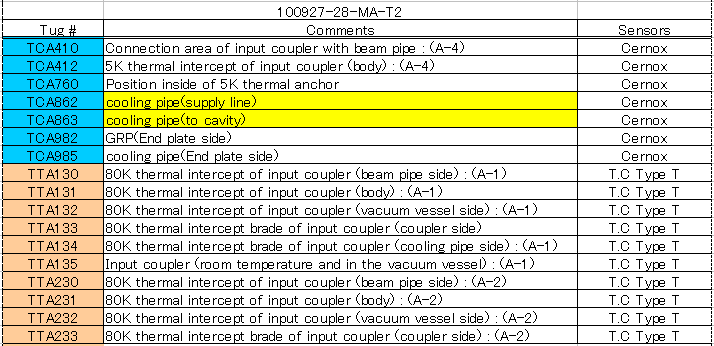 100927-28-MA-T2
Tug # Comments Sensors
TCA410 Connection area of input coupler with beam pipe : (A-4) Cernox
TCA412 5K thermal intercept of input coupler (body) : (A-4) Cernox
TCA760 Position inside of 5K thermal anchor Cernox
TCA862 cooling pipe(supply line) Cernox
TCA863 cooling pipe(to cavity) Cernox
TCA982 GRP(End plate side) Cernox
TCA985 cooling pipe(End plate side) Cernox
TTA130 80K thermal intercept of input coupler (beam pipe side) : (A-1) T.C Type T
TTA131 80K thermal intercept of input coupler (body) : (A-1) T.C Type T
TTA132 80K thermal intercept of input coupler (vacuum vessel side) : (A-1) T.C Type T
TTA133 80K thermal intercept brade of input coupler (coupler side) T.C Type T
TTA134 80K thermal intercept brade of input coupler (cooling pipe side) : (A-1) T.C Type T
TTA135 Input coupler (room temperature and in the vacuum vessel) : (A-1) T.C Type T
TTA230 80K thermal intercept of input coupler (beam pipe side) : (A-2) T.C Type T
TTA231 80K thermal intercept of input coupler (body) : (A-2) T.C Type T
TTA232 80K thermal intercept of input coupler (vacuum vessel side) : (A-2) T.C Type T
TTA233 80K thermal intercept brade of input coupler (coupler side) : (A-2) T.C Type T